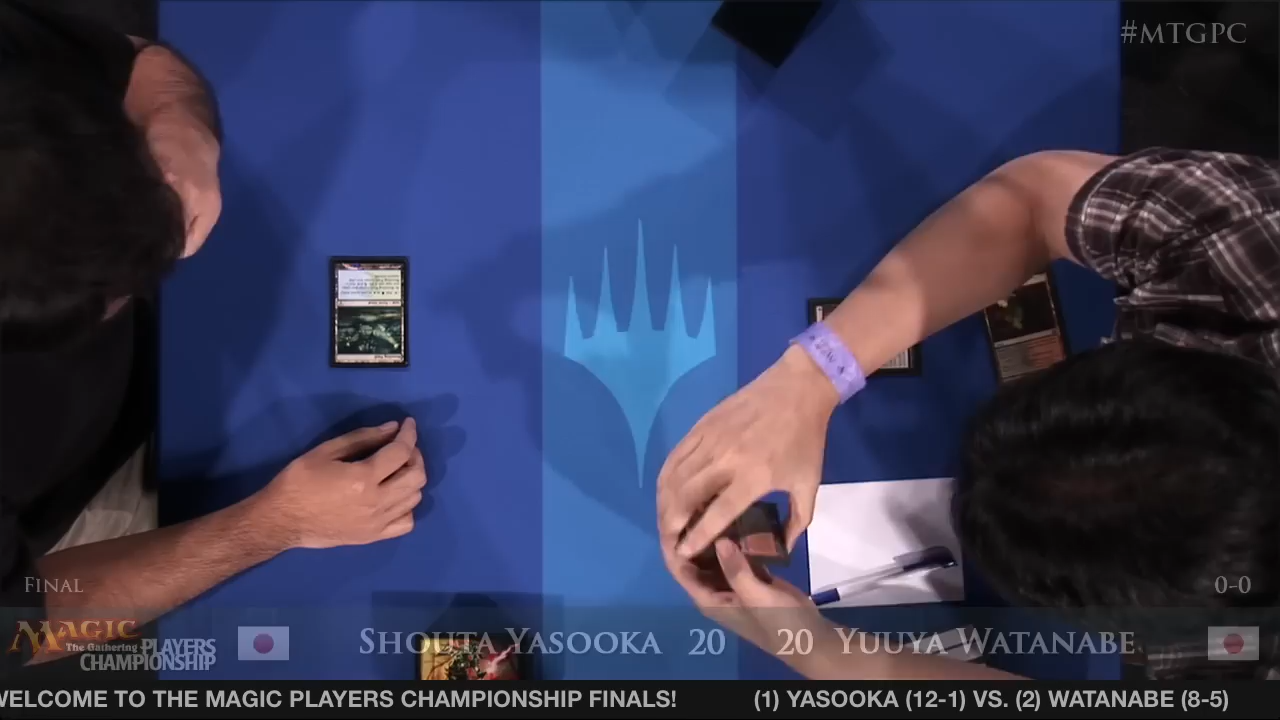 #MTGPC
FINAL
0-0
MAGIC
The Gathering
PLAYERS
CHAMPIONSHIP
SHOUTA YASOOKA 20
20 YUUYA WATANABE
WELCOME TO THE MAGIC PLAYERS CHAMPIONSHIP FINALS! (1) YASOOKA (12-1) VS. (2) WATANABE (8-5)